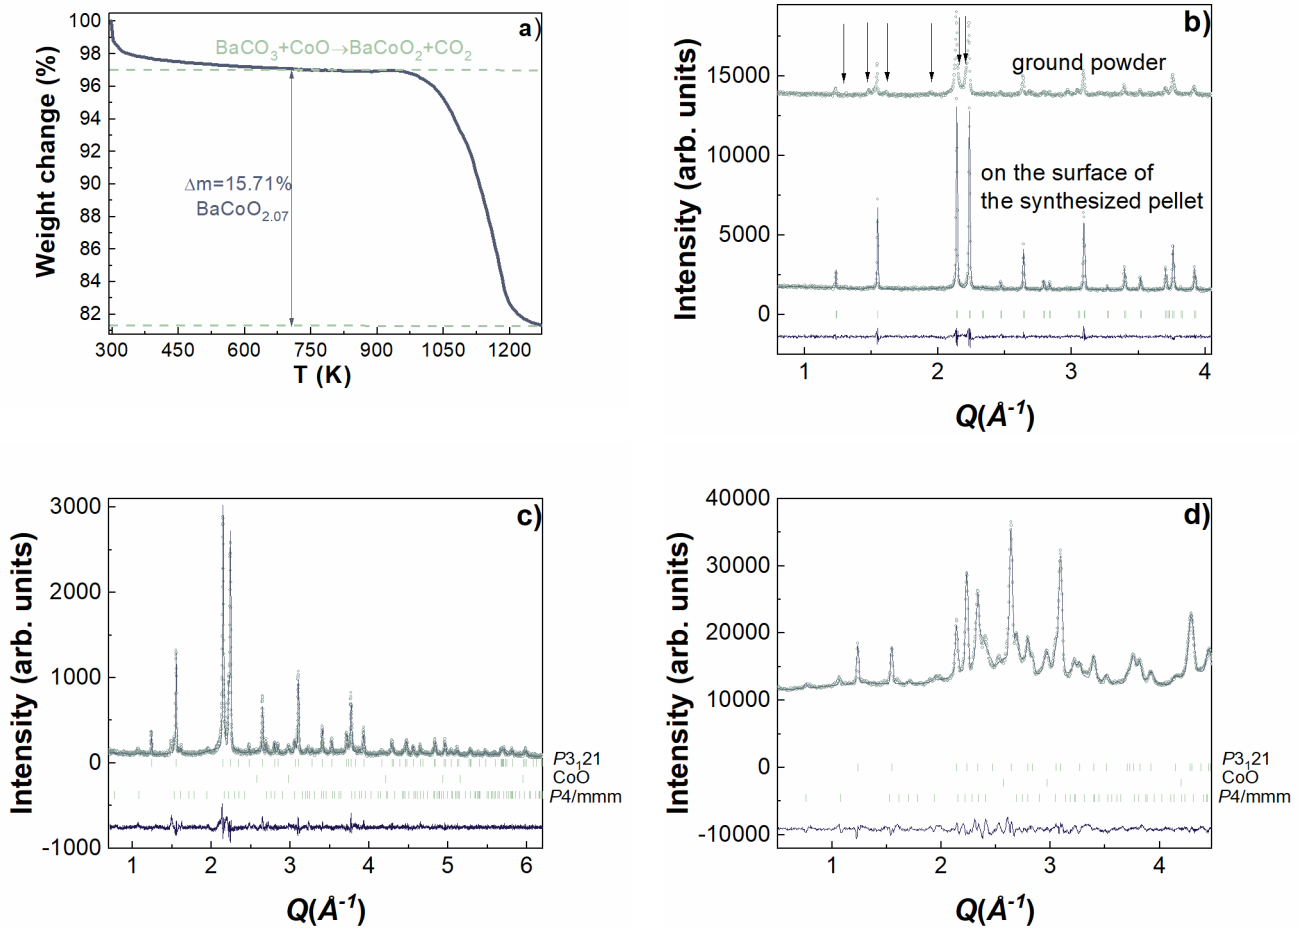 a)
BaCO₃+CoO→BaCoO₂+CO₂
Δm=15.71%
BaCoO₂.₀₇
Weight change (%)
100
98
96
94
92
90
88
86
84
82
300 450 600 750 900 1050 1200
T (K)
b)
ground powder
on the surface of
the synthesized pellet
Intensity (arb. units)
15000
10000
5000
0
1 2 3 4
Q(Å⁻¹)
c)
Intensity (arb. units)
3000
2000
1000
0
-1000
P3₁21
CoO
P4/mmm
1 2 3 4 5 6
Q(Å⁻¹)
d)
Intensity (arb. units)
40000
30000
20000
10000
0
-10000
P3₁21
CoO
P4/mmm
1 2 3 4
Q(Å⁻¹)